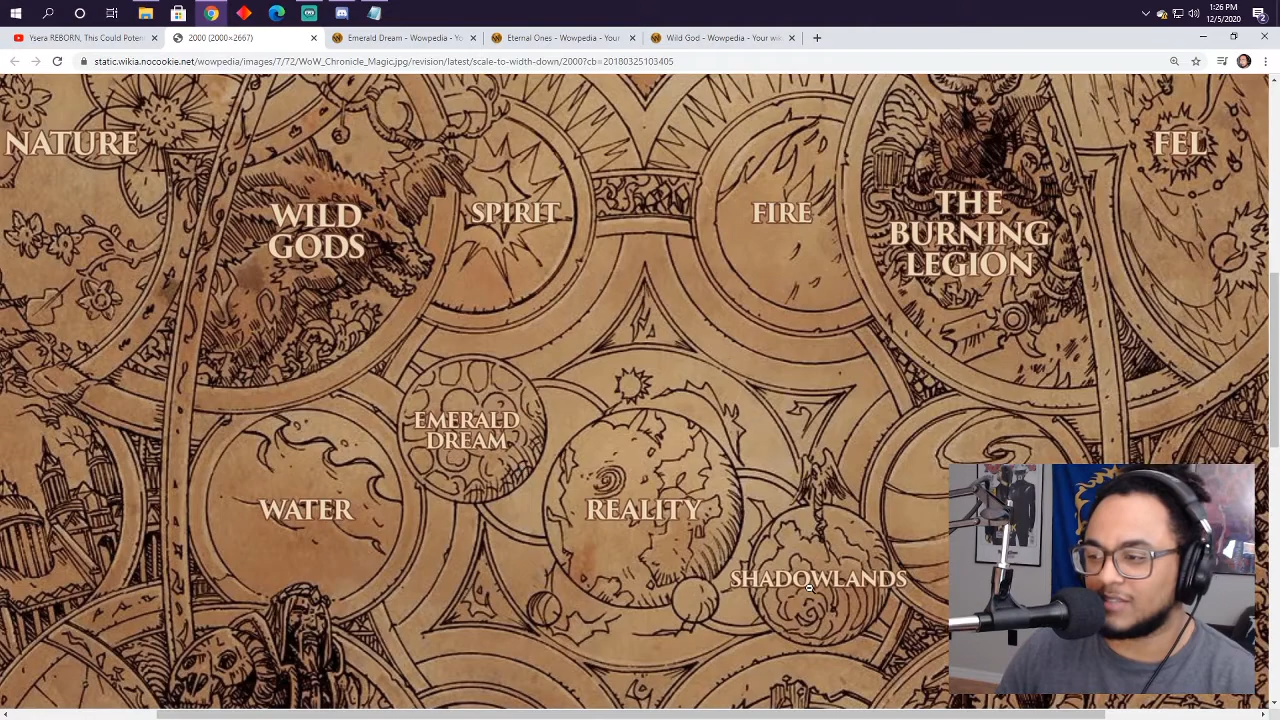 1:26 PM
12/5/2020
2
Ysera REBORN, This Could Poten
2000 (2000×2667)
Emerald Dream - Wowpedia - Yo
Eternal Ones - Wowpedia - Your
Wild God - Wowpedia - Your wik
static.wikia.nocookie.net/wowpedia/images/7/72/WoW_Chronicle_Magic.jpg/revision/latest/scale-to-width-down/2000?cb=20180325103405
NATURE
FEL
WILD
GODS
SPIRIT
FIRE
THE
BURNING
LEGION
EMERALD
DREAM
WATER
REALITY
SHADOWLANDS